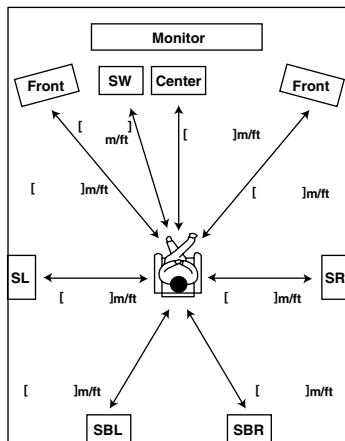 Monitor
Front
SW
Center
Front
[ ]
m/ft
[ ]m/ft
[ ]m/ft
[ ]m/ft
SL
SR
[ ]m/ft
[ ]m/ft
[ ]m/ft
[ ]m/ft
SBL
SBR